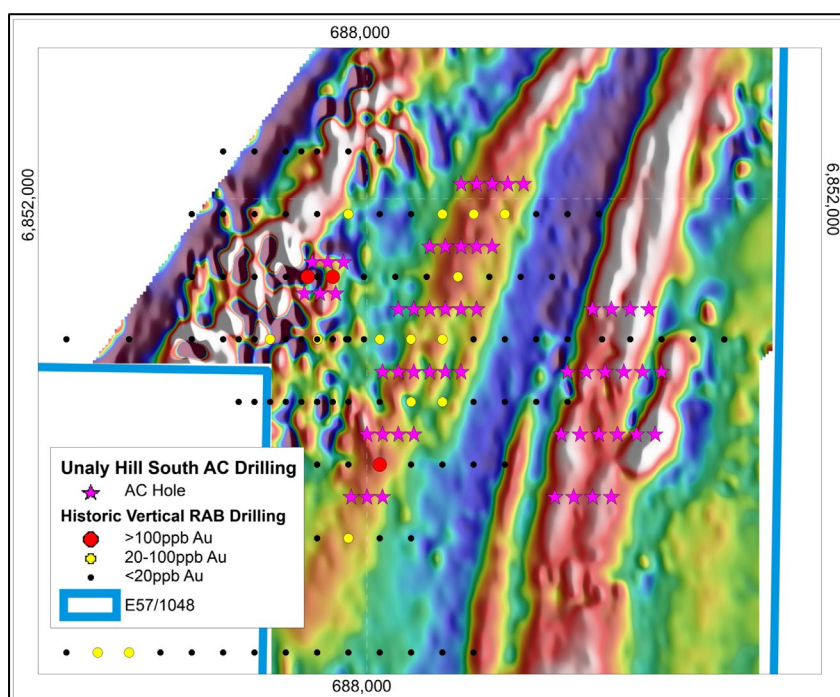 688,000
6,852,000
6,852,000
Unaly Hill South AC Drilling
AC Hole
Historic Vertical RAB Drilling
>100ppb Au
20-100ppb Au
<20ppb Au
E57/1048
688,000